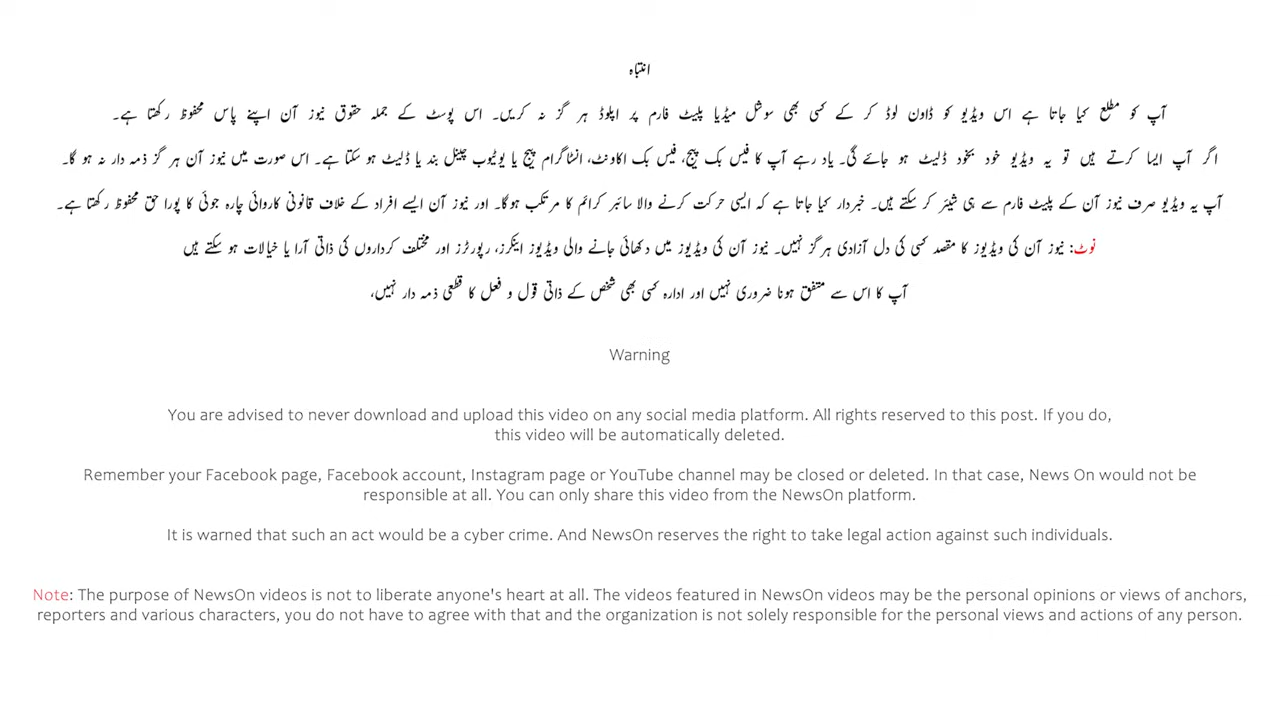 انتباہ
آپ کو مطلع کیا جاتا ہے اس ویڈیو کو ڈاون لوڈ کر کے کسی بھی سوشل میڈیا پلیٹ فارم پر اپلوڈ ہر گز نہ کریں۔ اس پوسٹ کے جملہ حقوق نیوز آن اپنے پاس محفوظ رکھتا ہے۔
اگر آپ ایسا کرتے ہیں تو یہ ویڈیو خود بخود ڈلیٹ ہو جائے گی۔ یاد رہے آپ کا فیس بک پیج، فیس بک اکاونٹ، انسٹاگرام پیج یا یوٹیوب چینل بند یا ڈلیٹ ہو سکتا ہے۔ اس صورت میں نیوز آن ہر گز ذمہ دار نہ ہو گا۔
آپ یہ ویڈیو صرف نیوز آن کے پلیٹ فارم سے ہی شیئر کر سکتے ہیں۔ خبردار کیا جاتا ہے کہ ایسی حرکت کرنے والا سائبر کرائم کا مرتکب ہوگا۔ اور نیوز آن ایسے افراد کے خلاف قانونی کاروائی چارہ جوئی کا پورا حق محفوظ رکھتا ہے۔
نوٹ: نیوز آن کی ویڈیوز کا مقصد کسی کی دل آزادی ہرگز نہیں۔ نیوز آن کی ویڈیوز میں دکھائی جانے والی ویڈیوز اینکرز، رپورٹرز اور مختلف کرداروں کی ذاتی آرا یا خیالات ہو سکتے ہیں
آپ کا اس سے متفق ہونا ضروری نہیں اور ادارہ کسی بھی شخص کے ذاتی قول و فعل کا قطعی ذمہ دار نہیں،
Warning
You are advised to never download and upload this video on any social media platform. All rights reserved to this post. If you do,
this video will be automatically deleted.
Remember your Facebook page, Facebook account, Instagram page or YouTube channel may be closed or deleted. In that case, News On would not be
responsible at all. You can only share this video from the NewsOn platform.
It is warned that such an act would be a cyber crime. And NewsOn reserves the right to take legal action against such individuals.
Note: The purpose of NewsOn videos is not to liberate anyone's heart at all. The videos featured in NewsOn videos may be the personal opinions or views of anchors,
reporters and various characters, you do not have to agree with that and the organization is not solely responsible for the personal views and actions of any person.